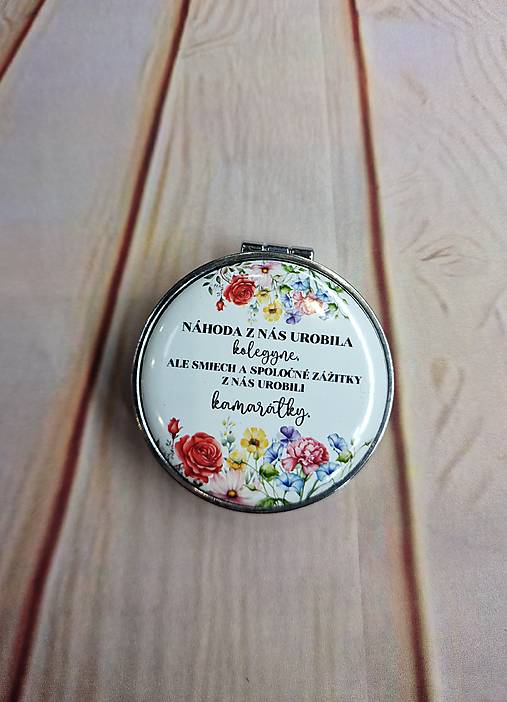 NÁHODA Z NÁS UROBILA
kolegyne,
ALE SMIECH A SPOLOČNÉ ZÁŽITKY
Z NÁS UROBILI
kamarátky.